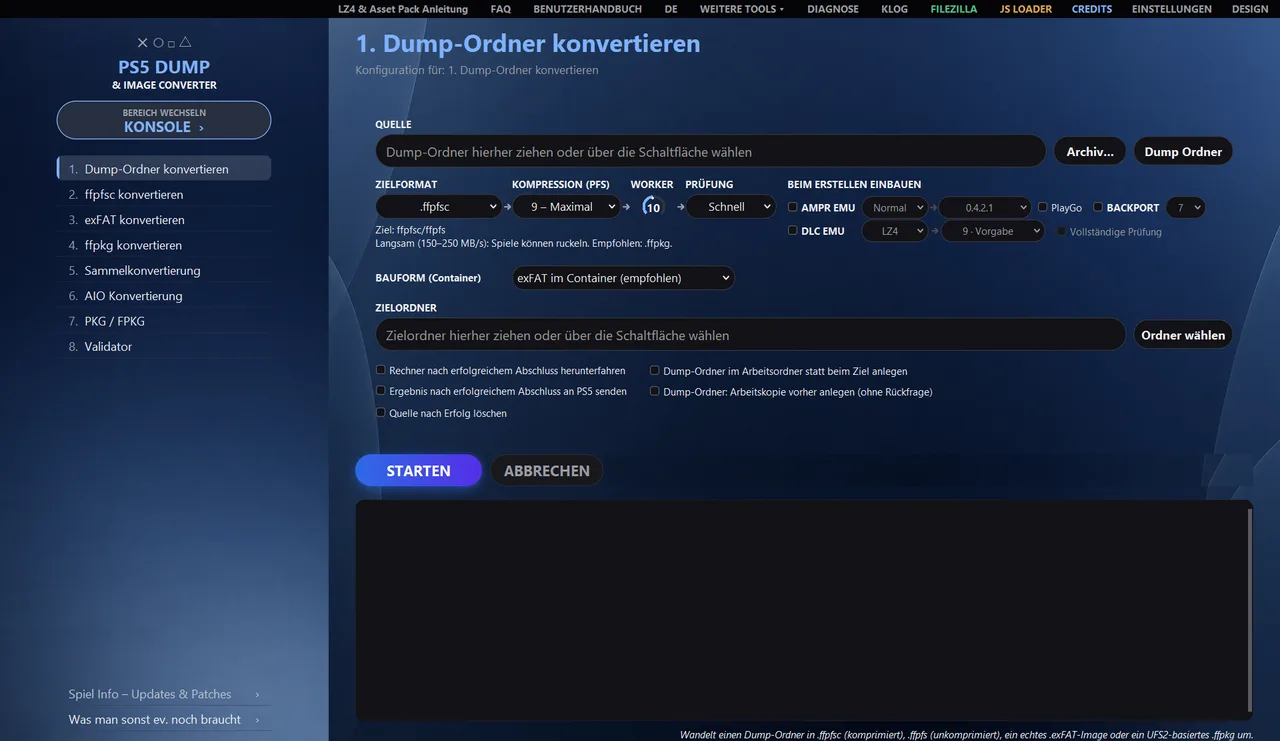 LZ4 & Asset Pack Anleitung FAQ BENUTZERHANDBUCH DE WEITERE TOOLS DIAGNOSE KLOG FILEZILLA JS LOADER CREDITS EINSTELLUNGEN DESIGN
PS5 DUMP
& IMAGE CONVERTER
BEREICH WECHSELN
KONSOLE ›
1. Dump-Ordner konvertieren
2. ffpfsc konvertieren
3. exFAT konvertieren
4. ffpkg konvertieren
5. Sammelkonvertierung
6. AIO Konvertierung
7. PKG / FPKG
8. Validator
Spiel Info – Updates & Patches ›
Was man sonst ev. noch braucht ›
1. Dump-Ordner konvertieren
Konfiguration für: 1. Dump-Ordner konvertieren
QUELLE
Dump-Ordner hierher ziehen oder über die Schaltfläche wählen Archiv... Dump Ordner
ZIELFORMAT KOMPRESSION (PFS) WORKER PRÜFUNG BEIM ERSTELLEN EINBAUEN
.ffpfsc → 9 – Maximal → 10 → Schnell AMPR EMU Normal → 0.4.2.1 PlayGo BACKPORT 7
DLC EMU LZ4 → 9 · Vorgabe Vollständige Prüfung
Ziel: ffpfsc/ffpfs
Langsam (150–250 MB/s): Spiele können ruckeln. Empfohlen: .ffpkg.
BAUFORM (Container) exFAT im Container (empfohlen)
ZIELORDNER
Zielordner hierher ziehen oder über die Schaltfläche wählen Ordner wählen
Rechner nach erfolgreichem Abschluss herunterfahren Dump-Ordner im Arbeitsordner statt beim Ziel anlegen
Ergebnis nach erfolgreichem Abschluss an PS5 senden Dump-Ordner: Arbeitskopie vorher anlegen (ohne Rückfrage)
Quelle nach Erfolg löschen
STARTEN ABBRECHEN
Wandelt einen Dump-Ordner in .ffpfsc (komprimiert), .ffpfs (unkomprimiert), ein echtes .exFAT-Image oder ein UFS2-basiertes .ffpkg um.